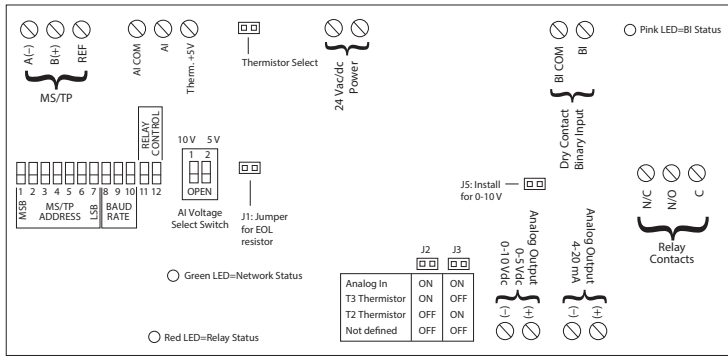 A(−)
B(+)
REF
MS/TP
AI COM
AI
Therm.+5V
Thermistor Select
24 Vac/dc
Power
BI COM
BI
Dry Contact
Binary Input
Pink LED=BI Status
RELAY
CONTROL
1 2 3 4 5 6 7 8 9 10 11 12
MSB
MS/TP
ADDRESS
LSB
BAUD
RATE
10 V 5 V
1 2
OPEN
AI Voltage
Select Switch
J1: Jumper
for EOL
resistor
J5: Install
for 0-10 V
N/C
N/O
C
Relay
Contacts
Green LED=Network Status
Red LED=Relay Status
J2 J3
Analog In ON ON
T3 Thermistor ON OFF
T2 Thermistor OFF ON
Not defined OFF OFF
Analog Output
0-5Vdc
0-10Vdc
(−)
(+)
Analog Output
4-20 mA
(−)
(+)